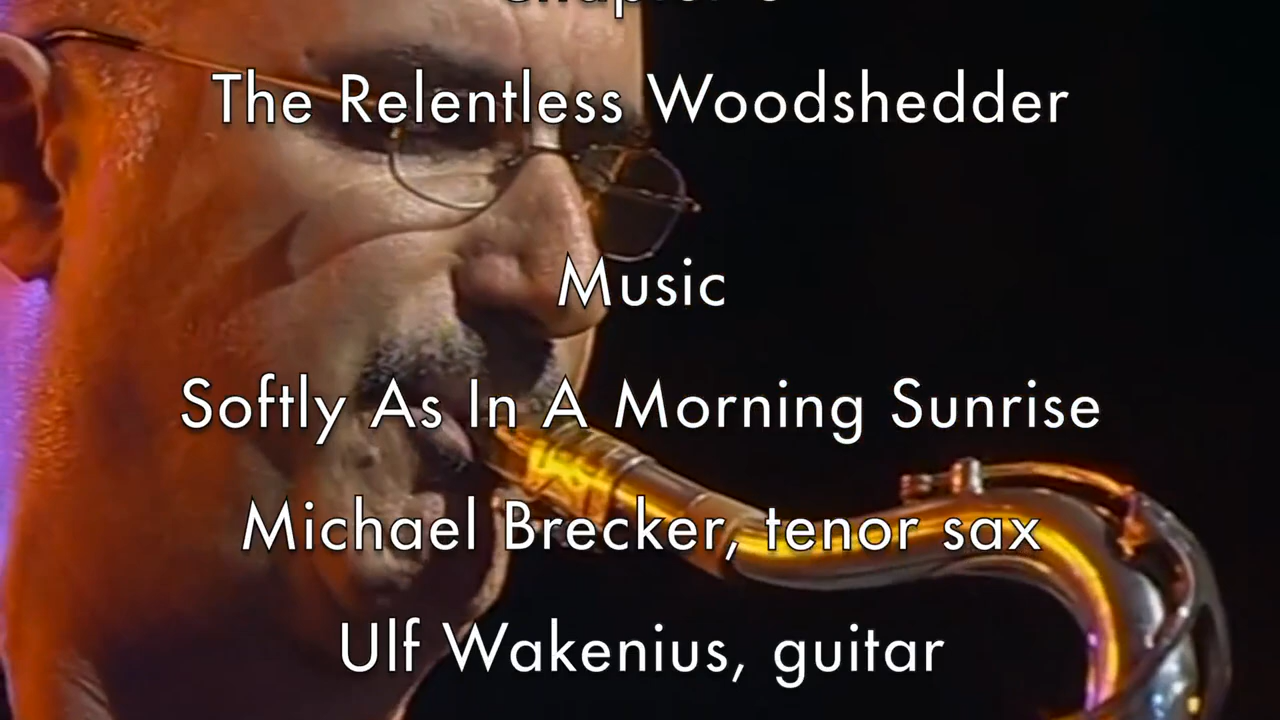 The Relentless Woodshedder
Music
Softly As In A Morning Sunrise
Michael Brecker, tenor sax
Ulf Wakenius, guitar